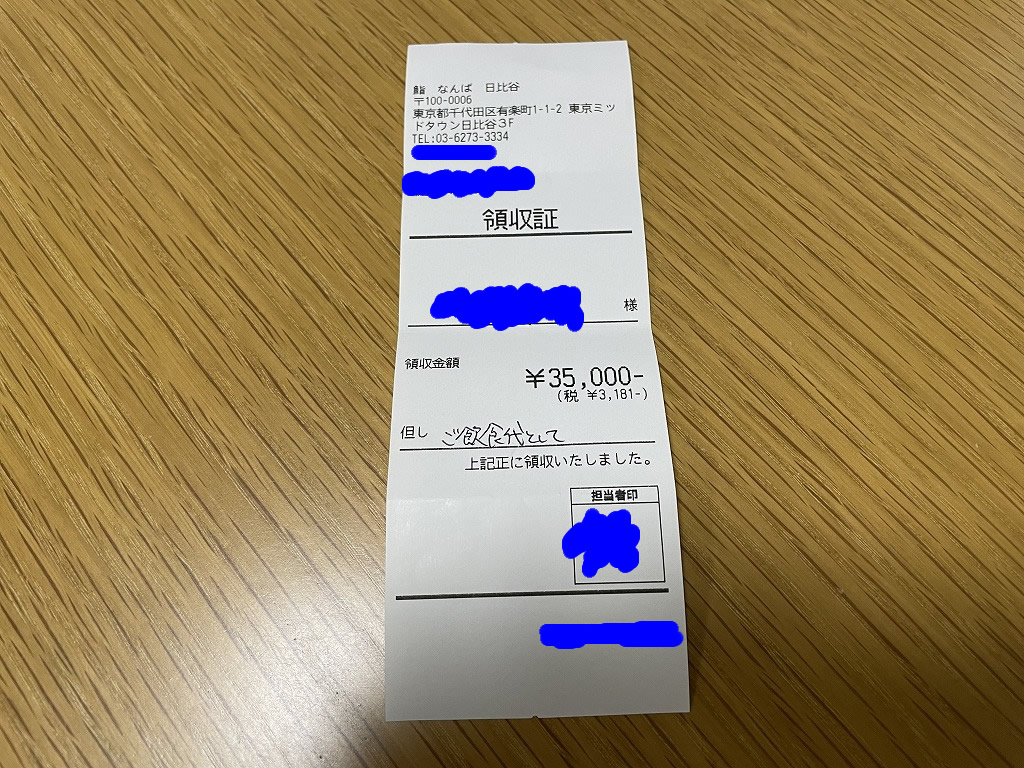 鮨 なんば 日比谷
〒100-0006
東京都千代田区有楽町1-1-2 東京ミッ
ドタウン日比谷3F
TEL:03-6273-3334
領収証
様
領収金額
¥35,000-
(税 ¥3,181-)
但し ご飲食代として
上記正に領収いたしました。
担当者印